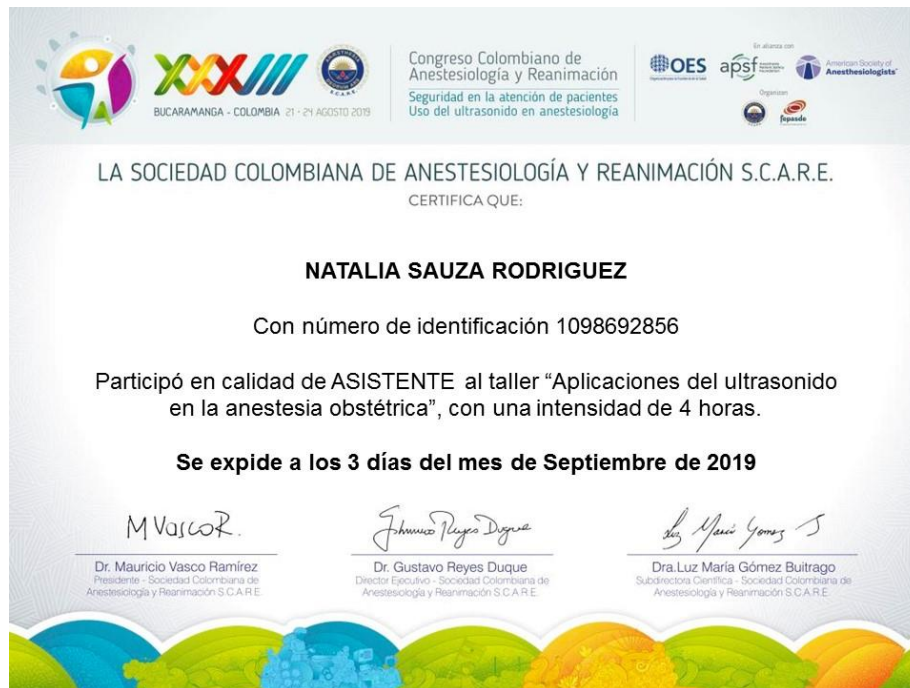 XXXIII
BUCARAMANGA - COLOMBIA 21 - 24 AGOSTO 2019
Congreso Colombiano de
Anestesiología y Reanimación
Seguridad en la atención de pacientes
Uso del ultrasonido en anestesiología
En alianza con
OES
apsf
American Society of
Anesthesiologists
Organizan
fepasde
LA SOCIEDAD COLOMBIANA DE ANESTESIOLOGÍA Y REANIMACIÓN S.C.A.R.E.
CERTIFICA QUE:
NATALIA SAUZA RODRIGUEZ
Con número de identificación 1098692856
Participó en calidad de ASISTENTE al taller “Aplicaciones del ultrasonido
en la anestesia obstétrica”, con una intensidad de 4 horas.
Se expide a los 3 días del mes de Septiembre de 2019
M Vasco R.
Luz María Gómez
Dr. Mauricio Vasco Ramírez
Presidente - Sociedad Colombiana de
Anestesiología y Reanimación S.C.A.R.E.
Dr. Gustavo Reyes Duque
Director Ejecutivo - Sociedad Colombiana de
Anestesiología y Reanimación S.C.A.R.E.
Dra.Luz María Gómez Buitrago
Subdirectora Científica - Sociedad Colombiana de
Anestesiología y Reanimación S.C.A.R.E.